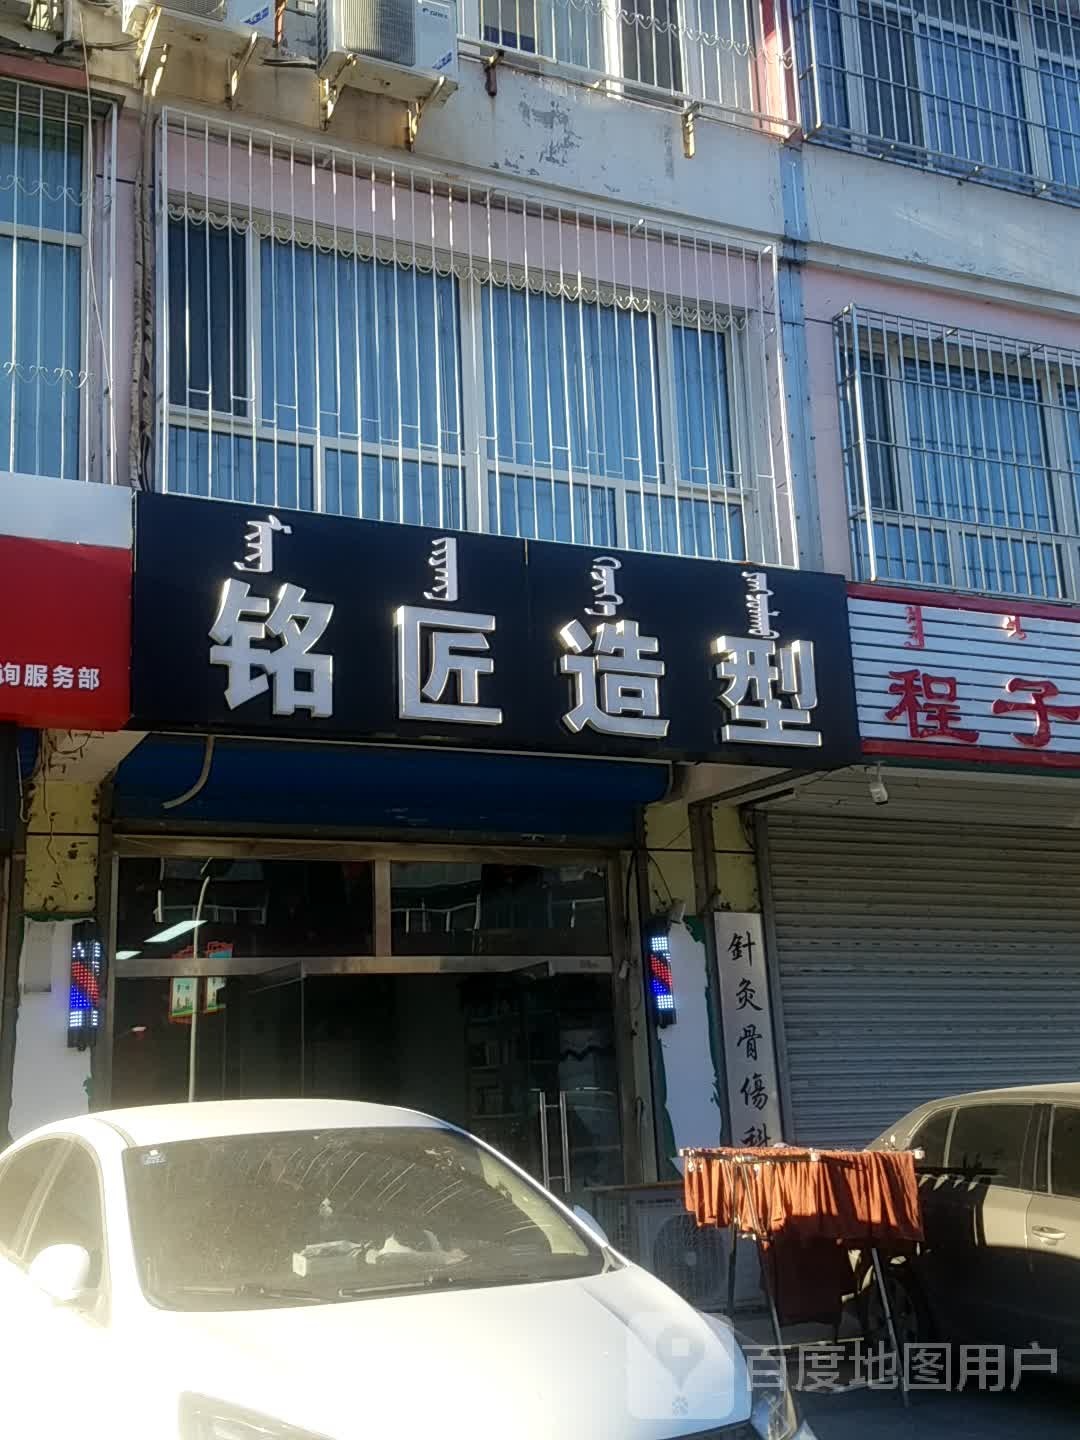 铭匠造型
询服务部
程子
針灸骨傷科
百度地图用户